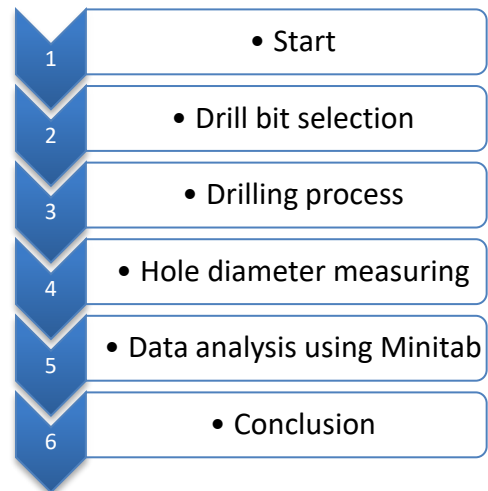 1
• Start
2
• Drill bit selection
3
• Drilling process
4
• Hole diameter measuring
5
• Data analysis using Minitab
6
• Conclusion